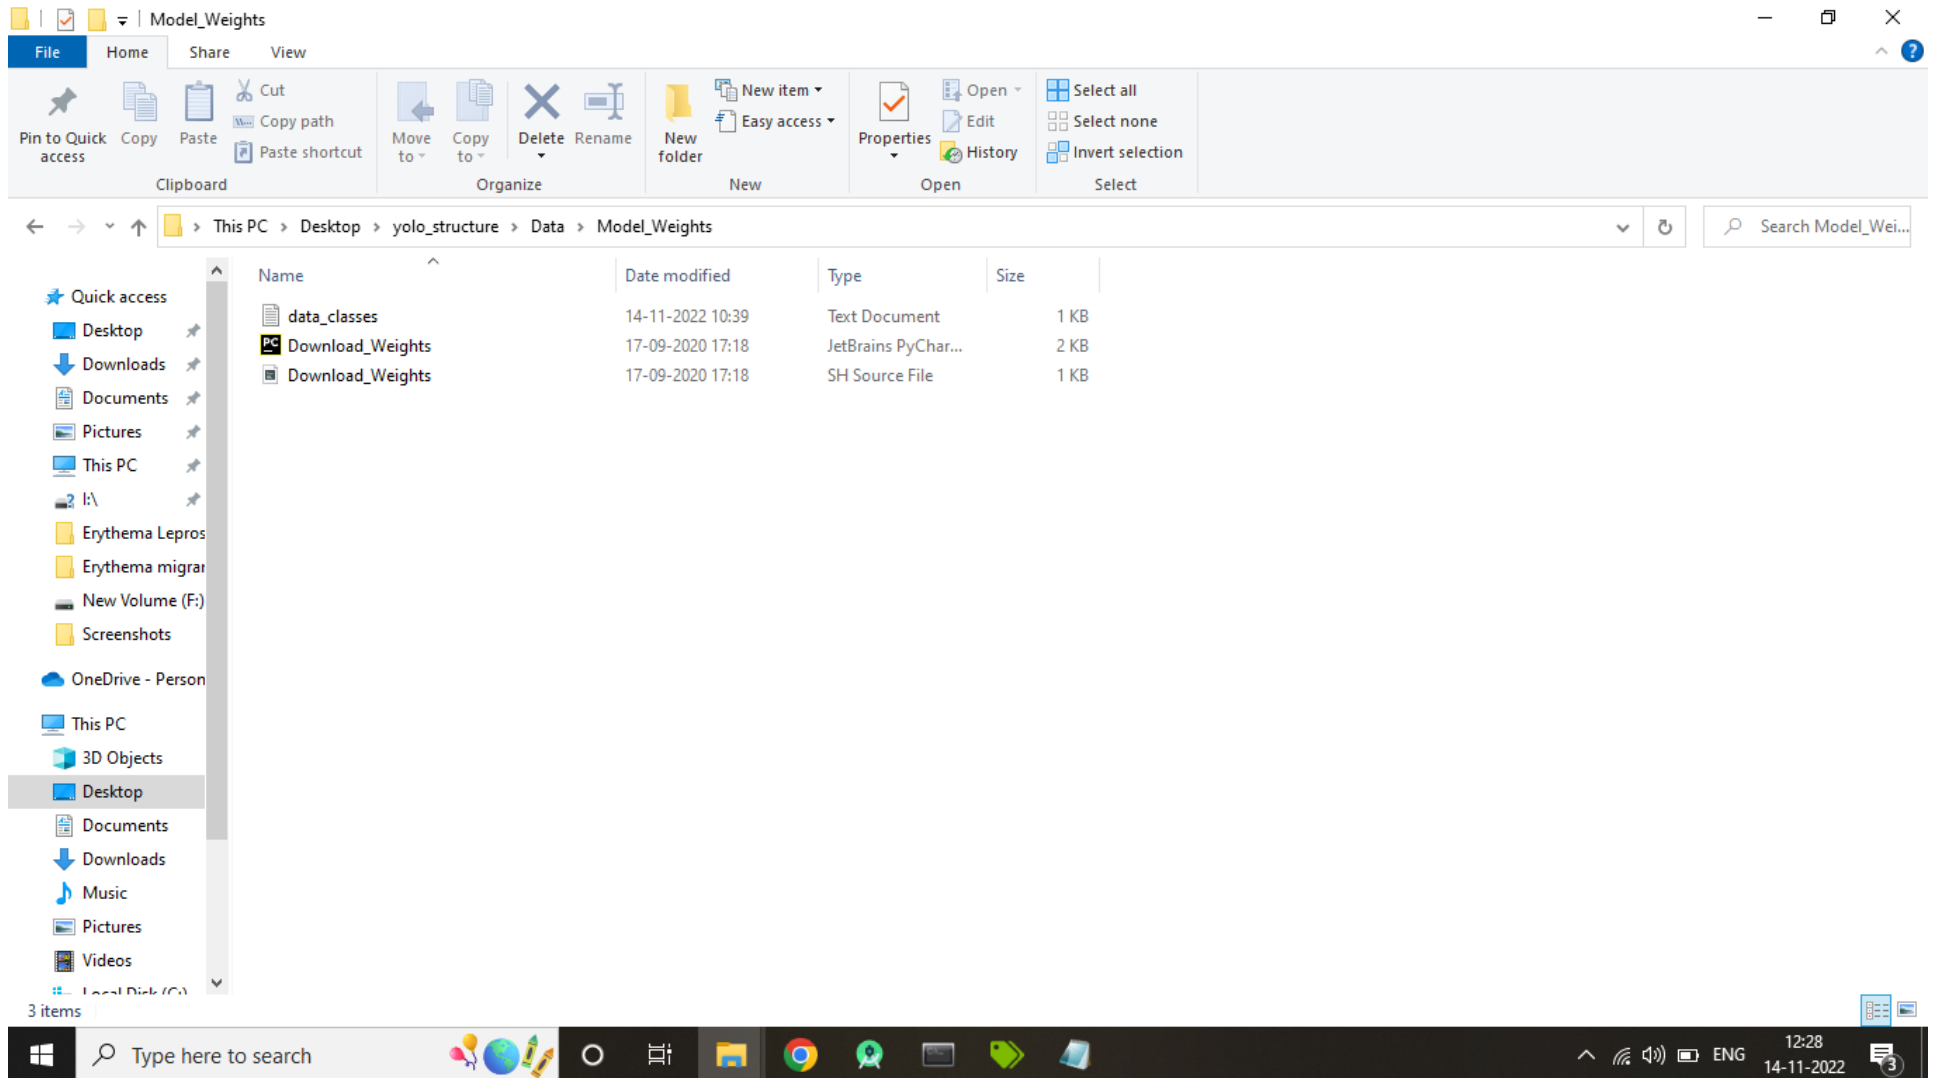 Model_Weights
File Home Share View
Pin to Quick access
Copy
Paste
Cut
Copy path
Paste shortcut
Clipboard
Move to
Copy to
Delete
Rename
Organize
New folder
New item
Easy access
New
Properties
Open
Edit
History
Open
Select all
Select none
Invert selection
Select
This PC > Desktop > yolo_structure > Data > Model_Weights
Search Model_Wei...
Name Date modified Type Size
data_classes 14-11-2022 10:39 Text Document 1 KB
Download_Weights 17-09-2020 17:18 JetBrains PyChar... 2 KB
Download_Weights 17-09-2020 17:18 SH Source File 1 KB
Quick access
Desktop
Downloads
Documents
Pictures
This PC
I:\
Erythema Lepros
Erythema migrar
New Volume (F:)
Screenshots
OneDrive - Person
This PC
3D Objects
Desktop
Documents
Downloads
Music
Pictures
Videos
Local Disk (C:)
3 items
Type here to search
ENG
12:28
14-11-2022
3